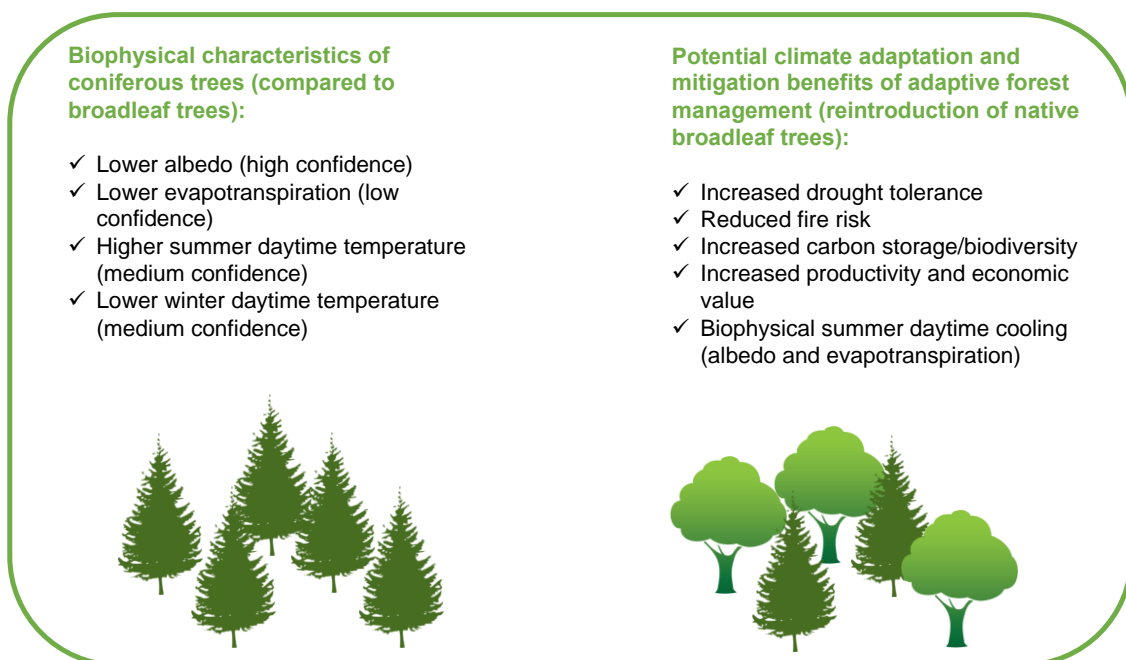 Biophysical characteristics of
coniferous trees (compared to
broadleaf trees):
✓ Lower albedo (high confidence)
✓ Lower evapotranspiration (low
confidence)
✓ Higher summer daytime temperature
(medium confidence)
✓ Lower winter daytime temperature
(medium confidence)
Potential climate adaptation and
mitigation benefits of adaptive forest
management (reintroduction of native
broadleaf trees):
✓ Increased drought tolerance
✓ Reduced fire risk
✓ Increased carbon storage/biodiversity
✓ Increased productivity and economic
value
✓ Biophysical summer daytime cooling
(albedo and evapotranspiration)